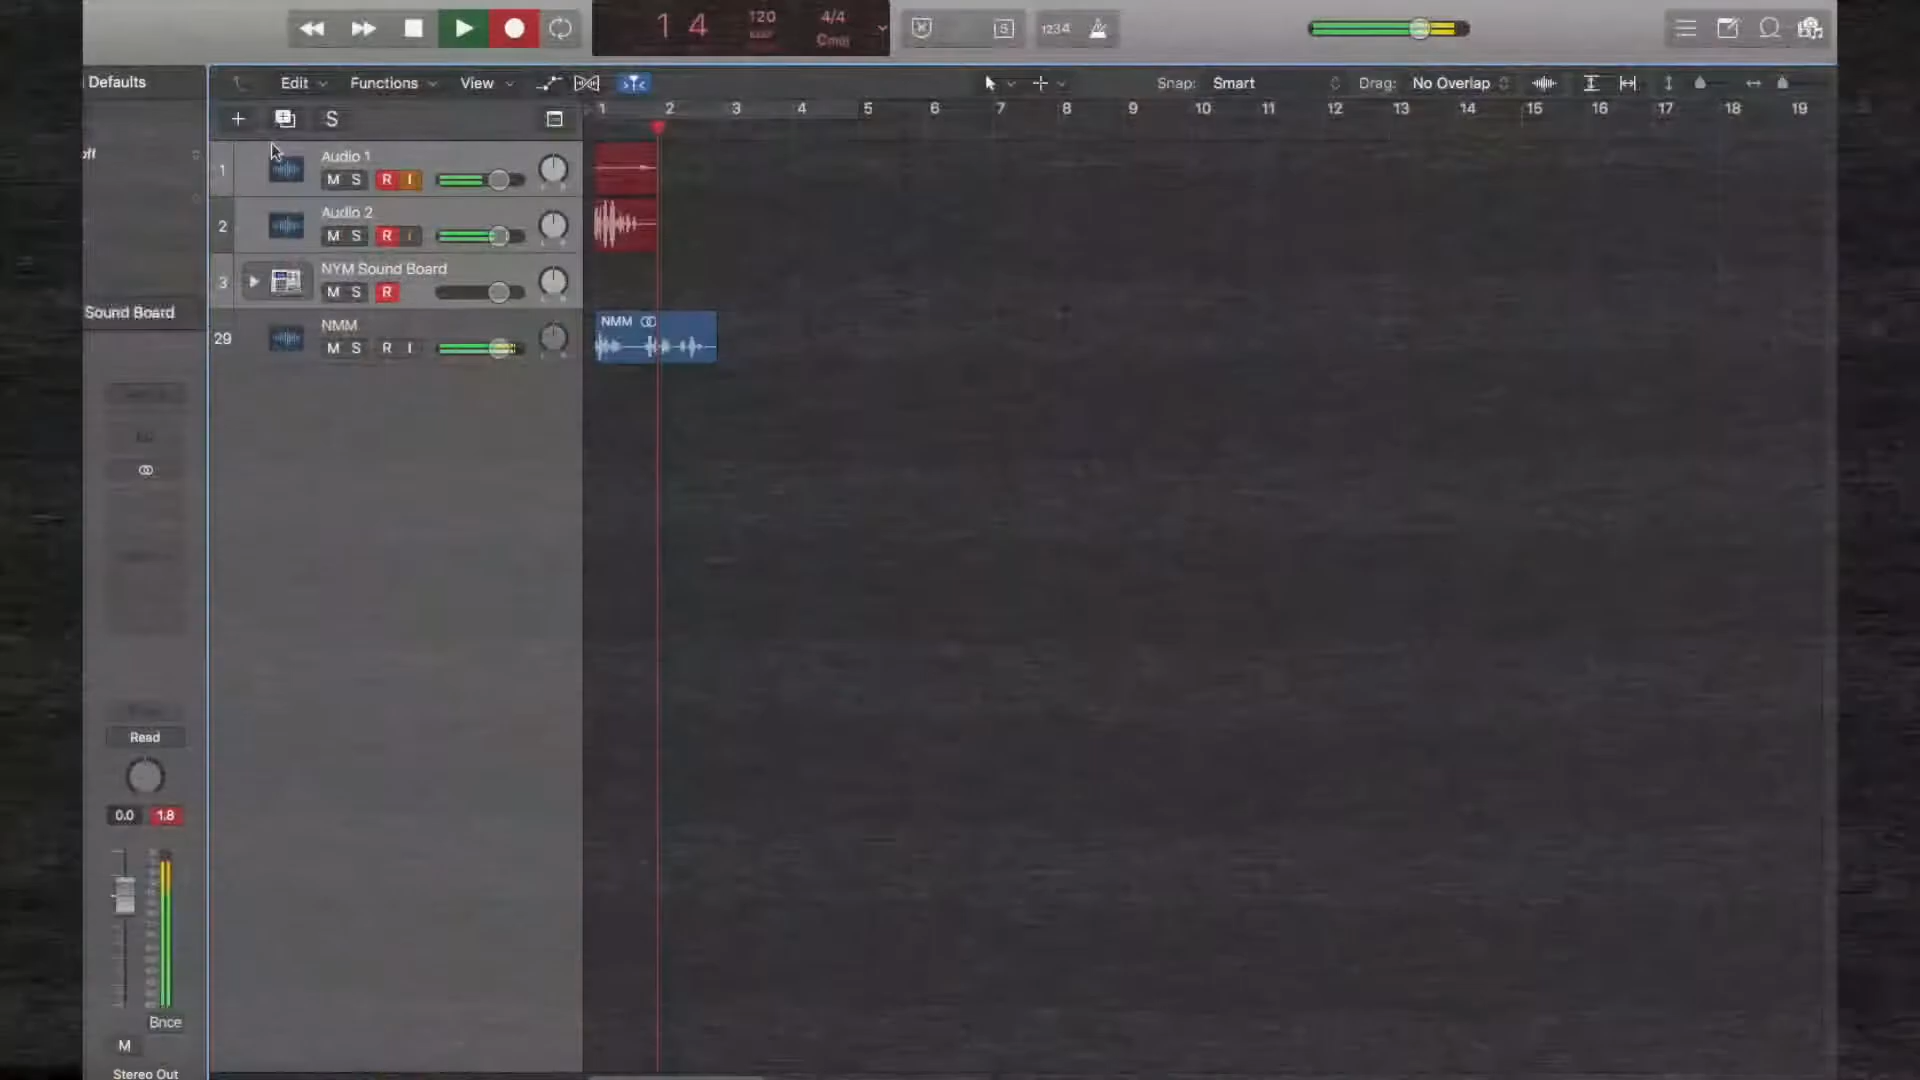 1 4 120 4/4
Cmaj
S 1234
Defaults
Edit Functions View Snap: Smart Drag: No Overlap
S
1 2 3 4 5 6 7 8 9 10 11 12 13 14 15 16 17 18 19
off
1 Audio 1
M S R I
2 Audio 2
M S R I
3 NYM Sound Board
M S R
29 NMM
M S R I
NMM
Sound Board
Read
0.0 1.8
Bnce
M
Stereo Out